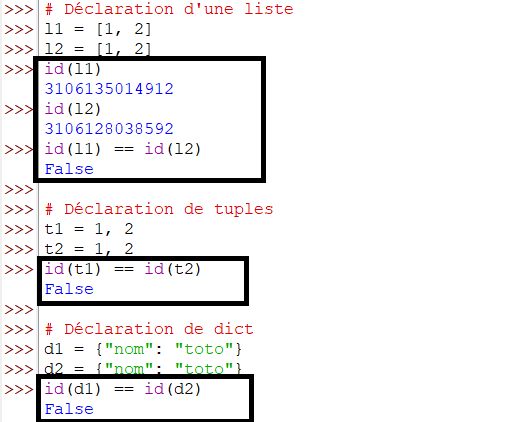 >>> # Déclaration d'une liste
>>> l1 = [1, 2]
>>> l2 = [1, 2]
>>> id(l1)
3106135014912
>>> id(l2)
3106128038592
>>> id(l1) == id(l2)
False
>>>
>>> # Déclaration de tuples
>>> t1 = 1, 2
>>> t2 = 1, 2
>>> id(t1) == id(t2)
False
>>>
>>> # Déclaration de dict
>>> d1 = {"nom": "toto"}
>>> d2 = {"nom": "toto"}
>>> id(d1) == id(d2)
False